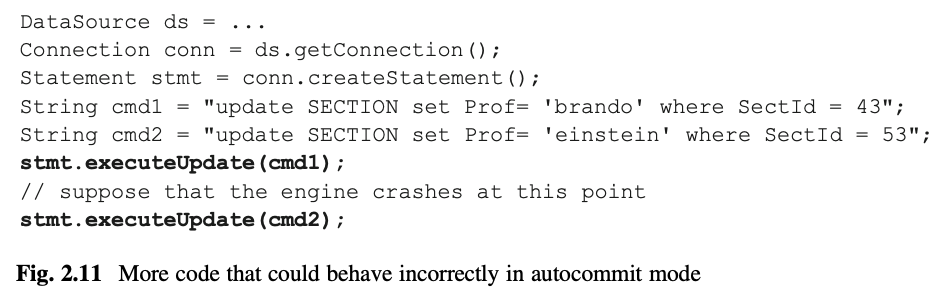 DataSource ds = ...
Connection conn = ds.getConnection();
Statement stmt = conn.createStatement();
String cmd1 = "update SECTION set Prof= 'brando' where SectId = 43";
String cmd2 = "update SECTION set Prof= 'einstein' where SectId = 53";
stmt.executeUpdate(cmd1);
// suppose that the engine crashes at this point
stmt.executeUpdate(cmd2);
Fig. 2.11 More code that could behave incorrectly in autocommit mode